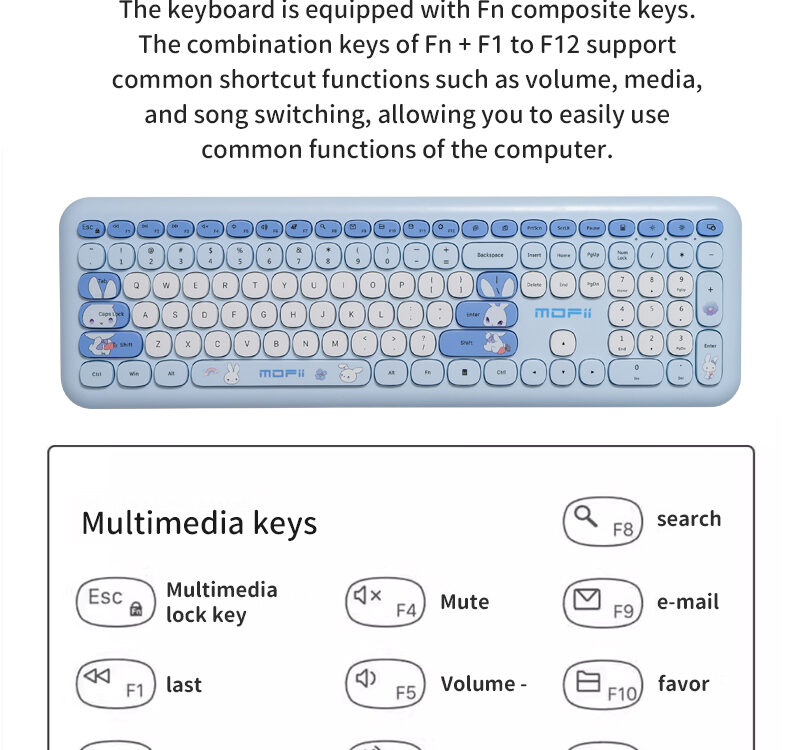 The keyboard is equipped with Fn composite keys.
The combination keys of Fn + F1 to F12 support
common shortcut functions such as volume, media,
and song switching, allowing you to easily use
common functions of the computer.
Esc F1 F2 F3 F4 F5 F6 F7 F8 F9 F10 F11 F12 PrtScn ScrLK Pause
~ ! 1 @ 2 # 3 $ 4 % 5 ^ 6 & 7 * 8 ( 9 ) 0 - + = Backspace Insert Home PgUp Num Lock / * −
Tab Q W E R T Y U I O P Delete End PgDn 7 Home 8 9 PgUp +
Caps Lock A S D F G H J K L Enter MOFii 4 5 6
Shift Z X C V B N M < > ? / Shift 1 End 2 3 PgDn Enter
Ctrl Win Alt MOFii Alt Fn Ctrl 0 Ins . Del
Multimedia keys
F8 search
Esc Fn Multimedia
lock key
F4 Mute
F9 e-mail
F1 last
F5 Volume -
F10 favor